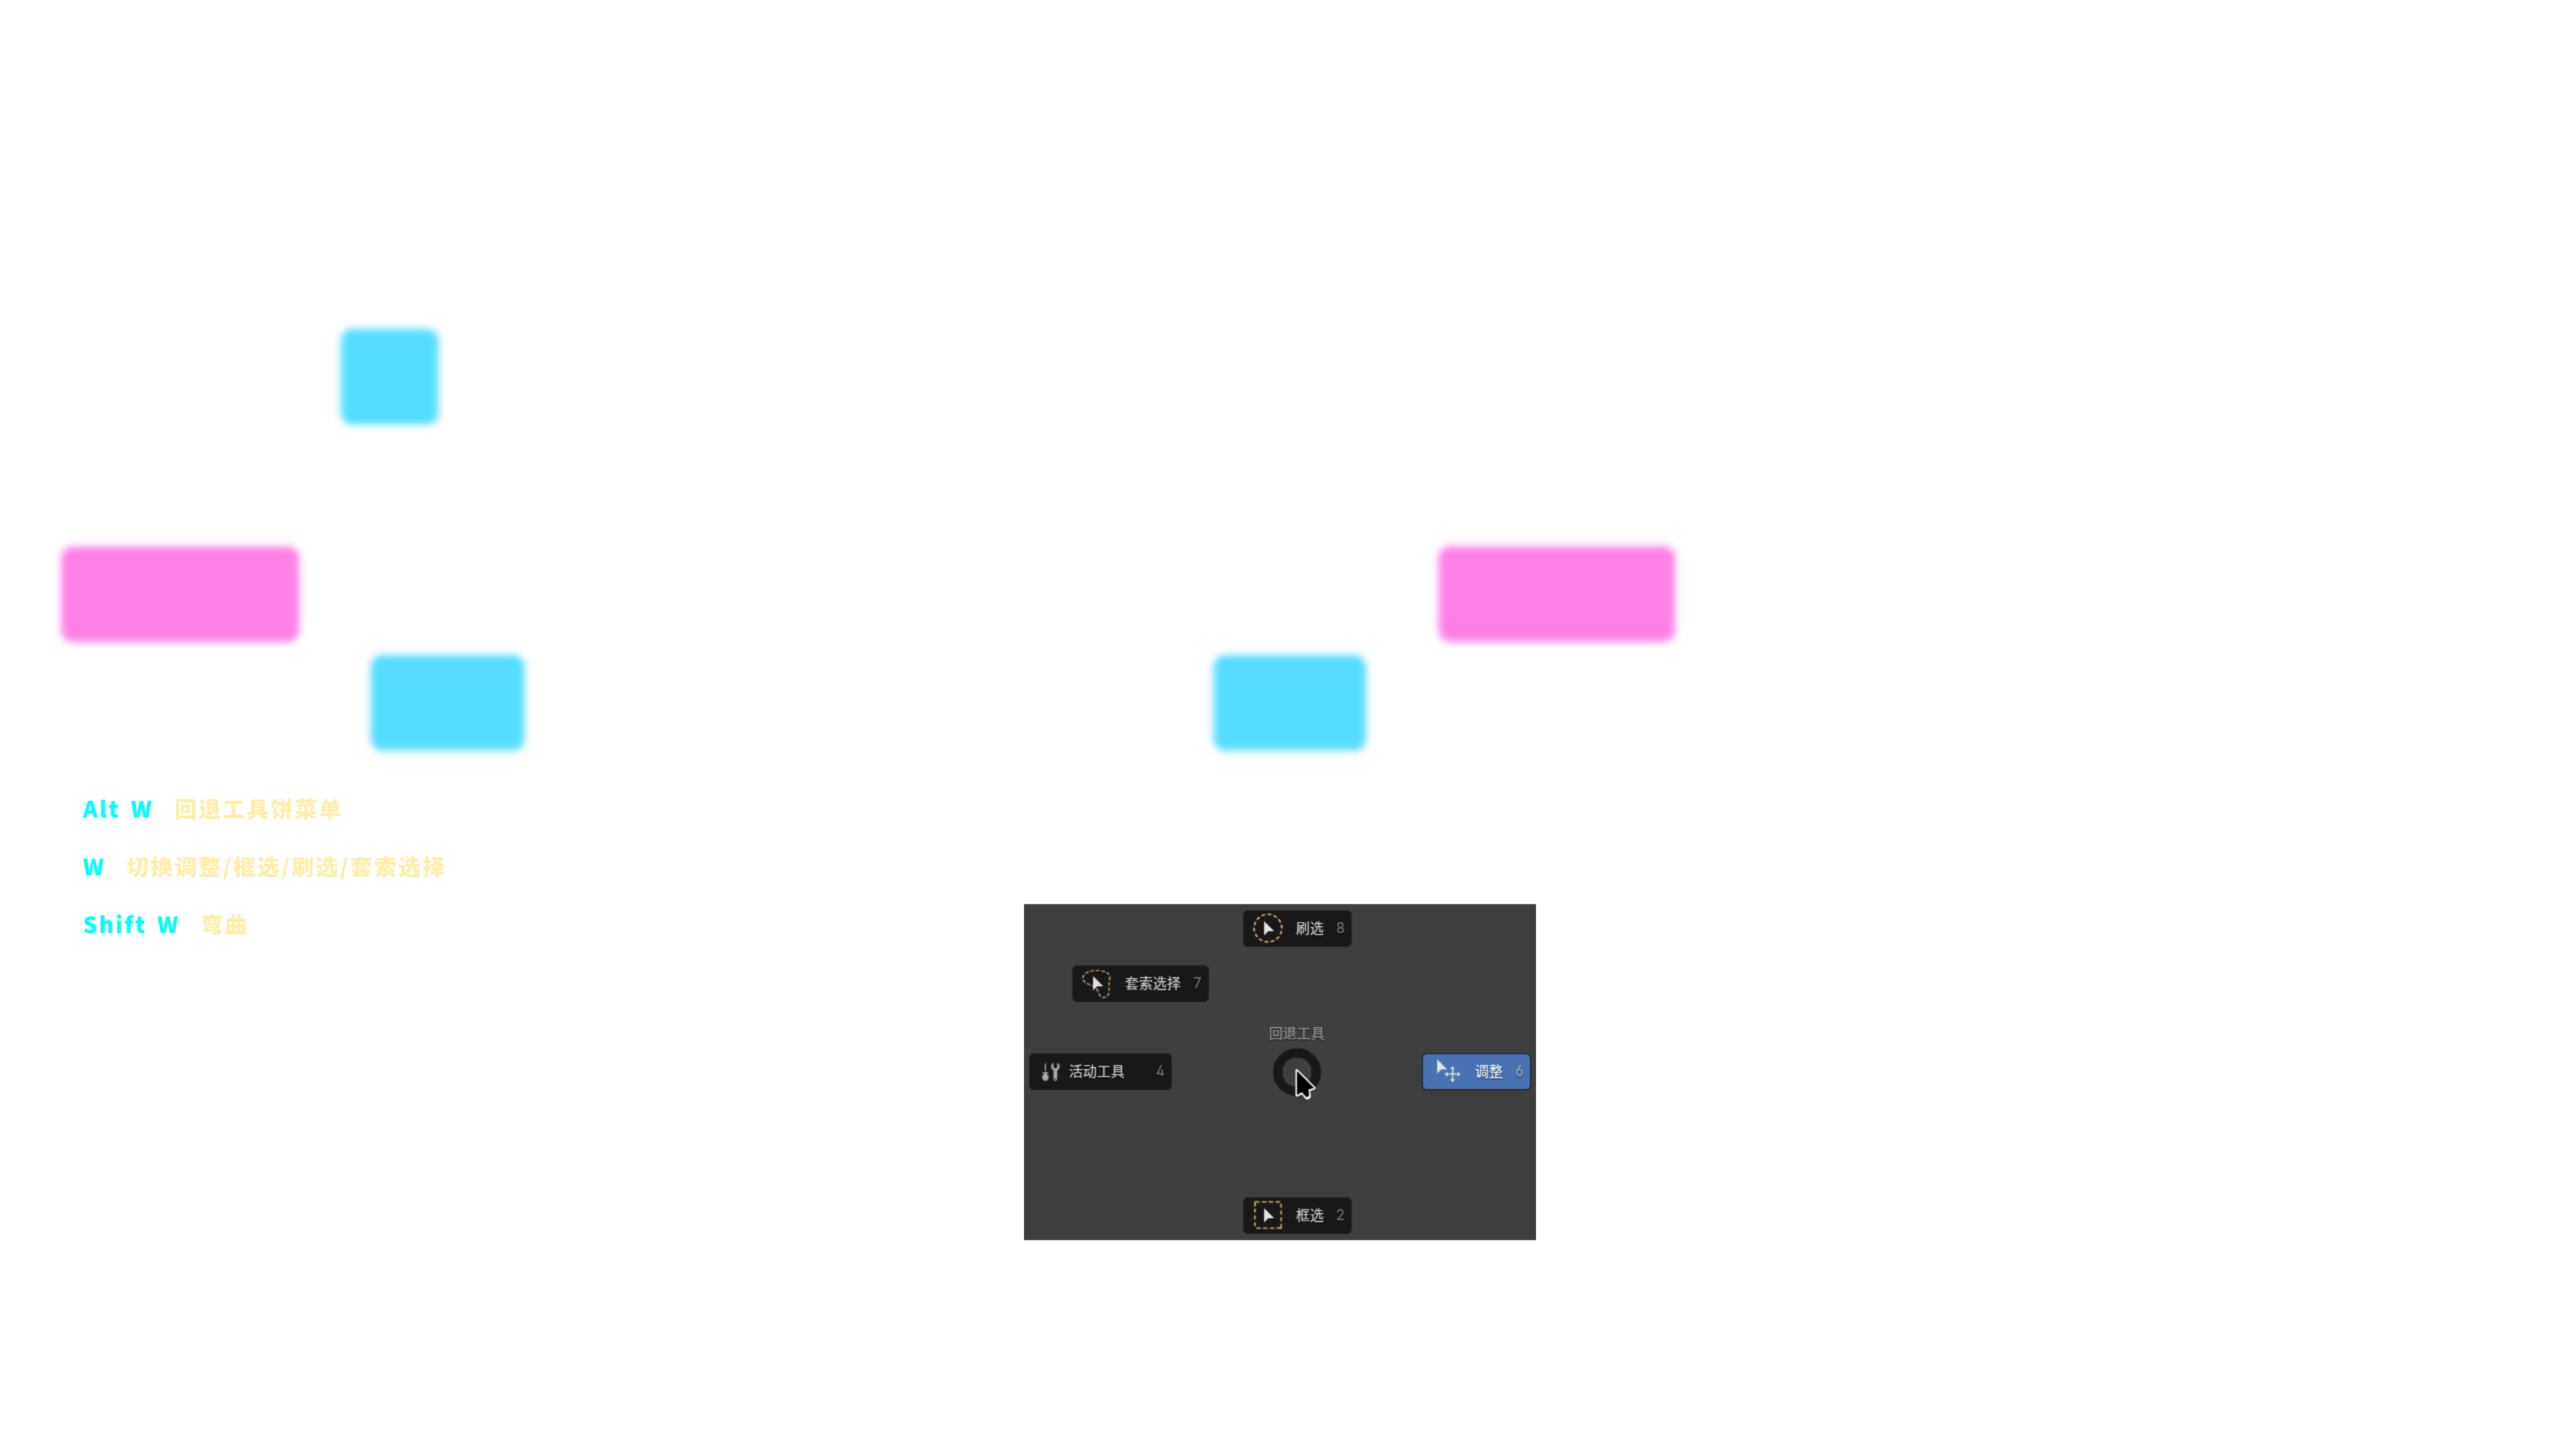 Alt W 回退工具饼菜单
W 切换调整/框选/刷选/套索选择
Shift W 弯曲
刷选 8
套索选择 7
回退工具
活动工具 4
调整 6
框选 2